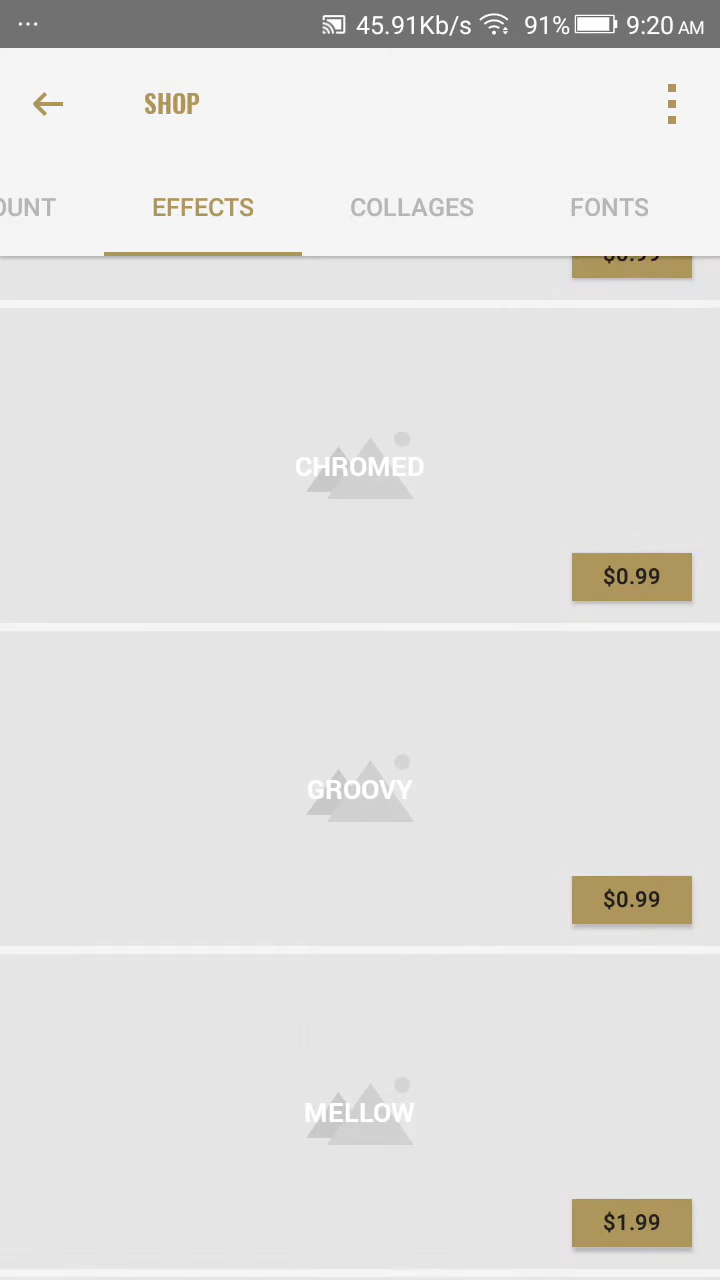 ... 45.91Kb/s 91% 9:20 AM
SHOP
OUNT EFFECTS COLLAGES FONTS
$0.99
CHROMED
$0.99
GROOVY
$0.99
MELLOW
$1.99